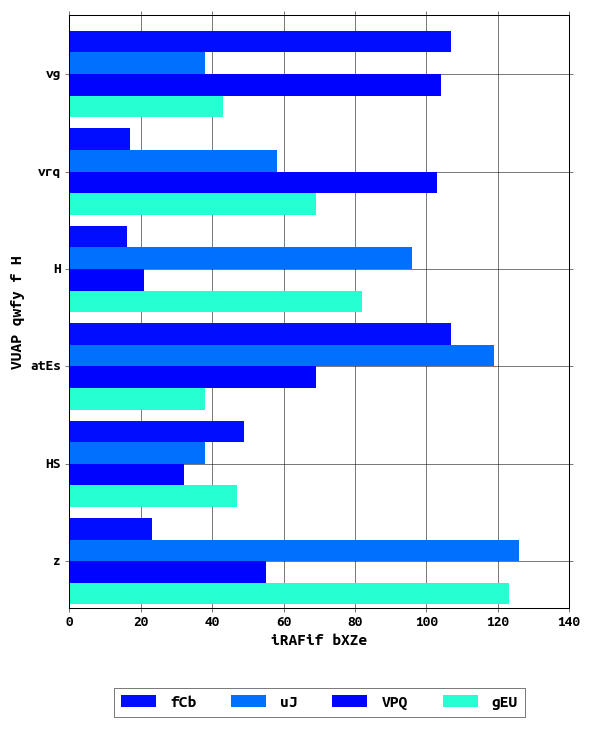 vg
vrq
H
atEs
HS
z
VUAP qwfy f H
0 20 40 60 80 100 120 140
iRAFif bXZe
fCb uJ VPQ gEU